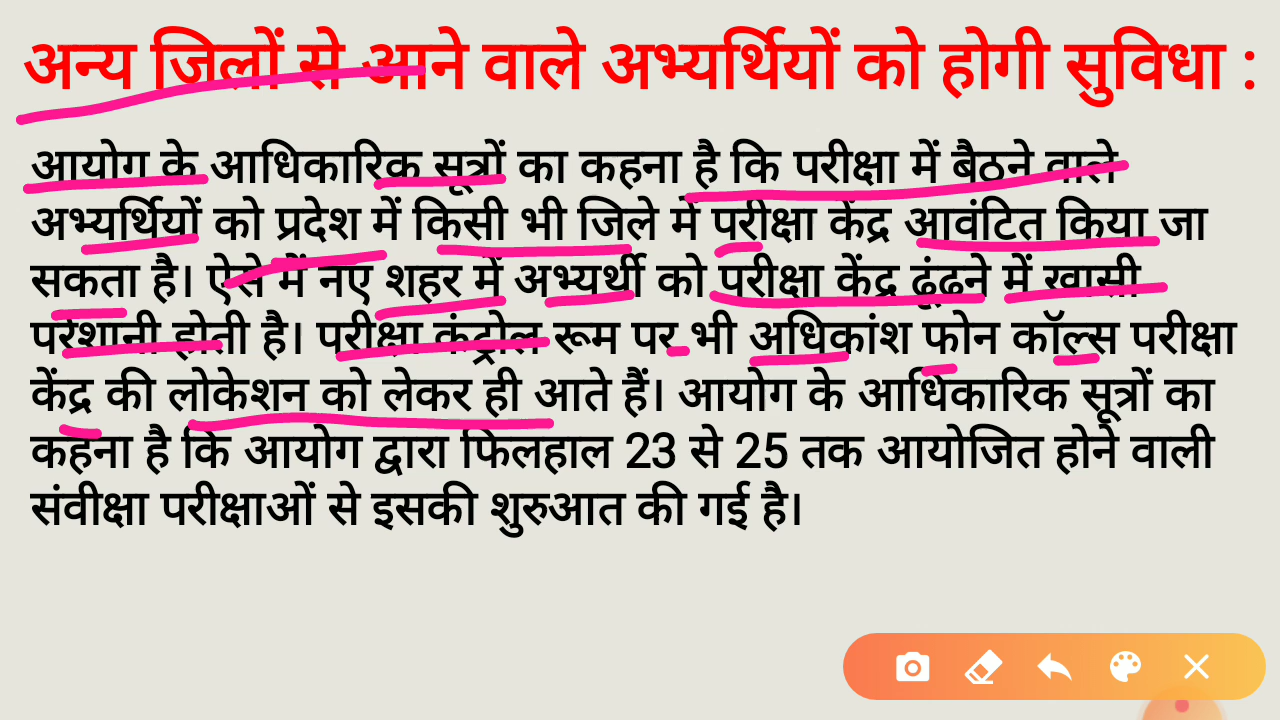 अन्य जिलों से आने वाले अभ्यर्थियों को होगी सुविधा :
आयोग के आधिकारिक सूत्रों का कहना है कि परीक्षा में बैठने वाले
अभ्यर्थियों को प्रदेश में किसी भी जिले में परीक्षा केंद्र आवंटित किया जा
सकता है। ऐसे में नए शहर में अभ्यर्थी को परीक्षा केंद्र ढूंढ़ने में खासी
परेशानी होती है। परीक्षा कंट्रोल रूम पर भी अधिकांश फोन कॉल्स परीक्षा
केंद्र की लोकेशन को लेकर ही आते हैं। आयोग के आधिकारिक सूत्रों का
कहना है कि आयोग द्वारा फिलहाल 23 से 25 तक आयोजित होने वाली
संवीक्षा परीक्षाओं से इसकी शुरुआत की गई है।